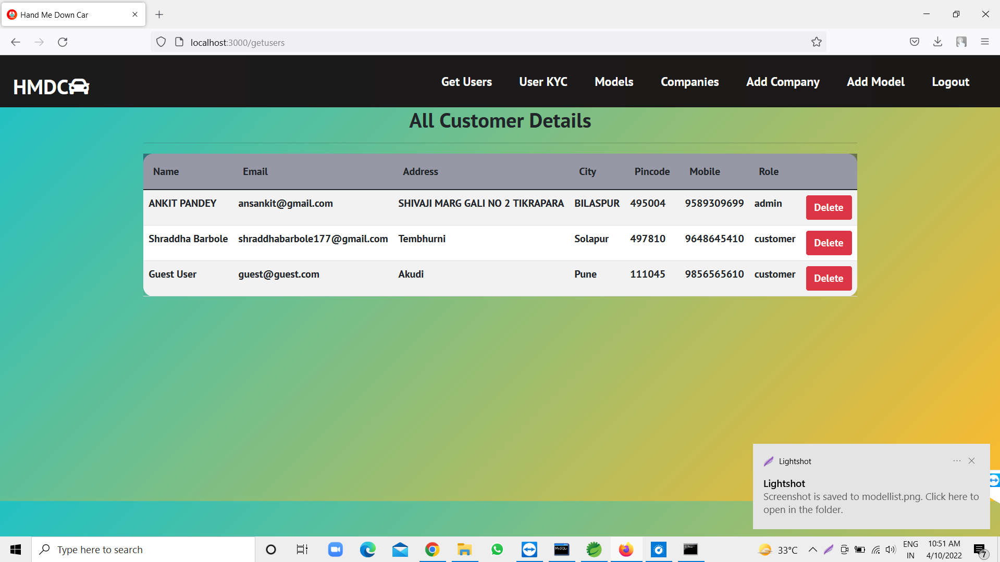 Hand Me Down Car
localhost:3000/getusers
HMDC
Get Users User KYC Models Companies Add Company Add Model Logout
All Customer Details
Name Email Address City Pincode Mobile Role
ANKIT PANDEY ansankit@gmail.com SHIVAJI MARG GALI NO 2 TIKRAPARA BILASPUR 495004 9589309699 admin Delete
Shraddha Barbole shraddhabarbole177@gmail.com Tembhurni Solapur 497810 9648645410 customer Delete
Guest User guest@guest.com Akudi Pune 111045 9856565610 customer Delete
Lightshot
Lightshot
Screenshot is saved to modellist.png. Click here to
open in the folder.
Type here to search
MySQL
33°C
ENG
IN
10:51 AM
4/10/2022
7